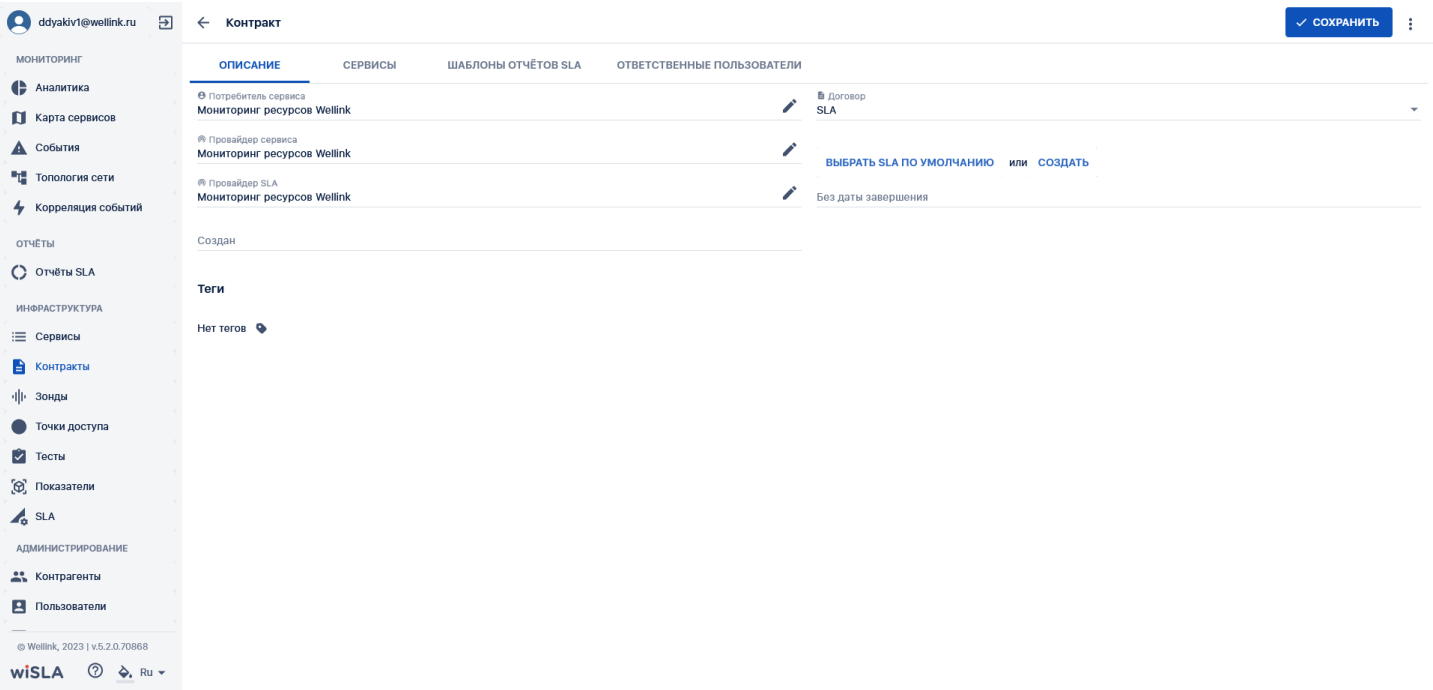 ddyakiv1@wellink.ru
МОНИТОРИНГ
Аналитика
Карта сервисов
События
Топология сети
Корреляция событий
ОТЧЁТЫ
Отчёты SLA
ИНФРАСТРУКТУРА
Сервисы
Контракты
Зонды
Точки доступа
Тесты
Показатели
SLA
АДМИНИСТРИРОВАНИЕ
Контрагенты
Пользователи
© Wellink, 2023 | v.5.2.0.70868
wiSLA
Ru
Контракт
СОХРАНИТЬ
ОПИСАНИЕ СЕРВИСЫ ШАБЛОНЫ ОТЧЁТОВ SLA ОТВЕТСТВЕННЫЕ ПОЛЬЗОВАТЕЛИ
Потребитель сервиса
Мониторинг ресурсов Wellink
Провайдер сервиса
Мониторинг ресурсов Wellink
Провайдер SLA
Мониторинг ресурсов Wellink
Создан
Договор
SLA
ВЫБРАТЬ SLA ПО УМОЛЧАНИЮ или СОЗДАТЬ
Без даты завершения
Теги
Нет тегов